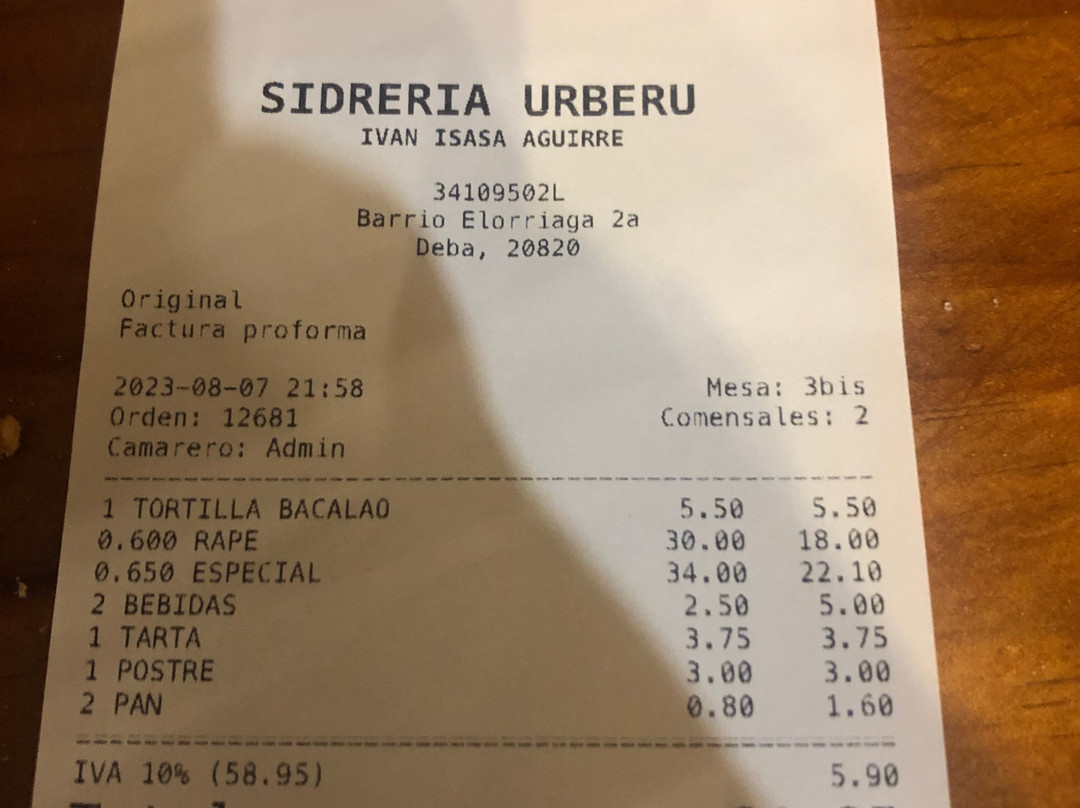 SIDRERIA URBERU
IVAN ISASA AGUIRRE
34109502L
Barrio Elorriaga 2a
Deba, 20820
Original
Factura proforma
2023-08-07 21:58 Mesa: 3bis
Orden: 12681 Comensales: 2
Camarero: Admin
1 TORTILLA BACALAO 5.50 5.50
0.600 RAPE 30.00 18.00
0.650 ESPECIAL 34.00 22.10
2 BEBIDAS 2.50 5.00
1 TARTA 3.75 3.75
1 POSTRE 3.00 3.00
2 PAN 0.80 1.60
IVA 10% (58.95) 5.90